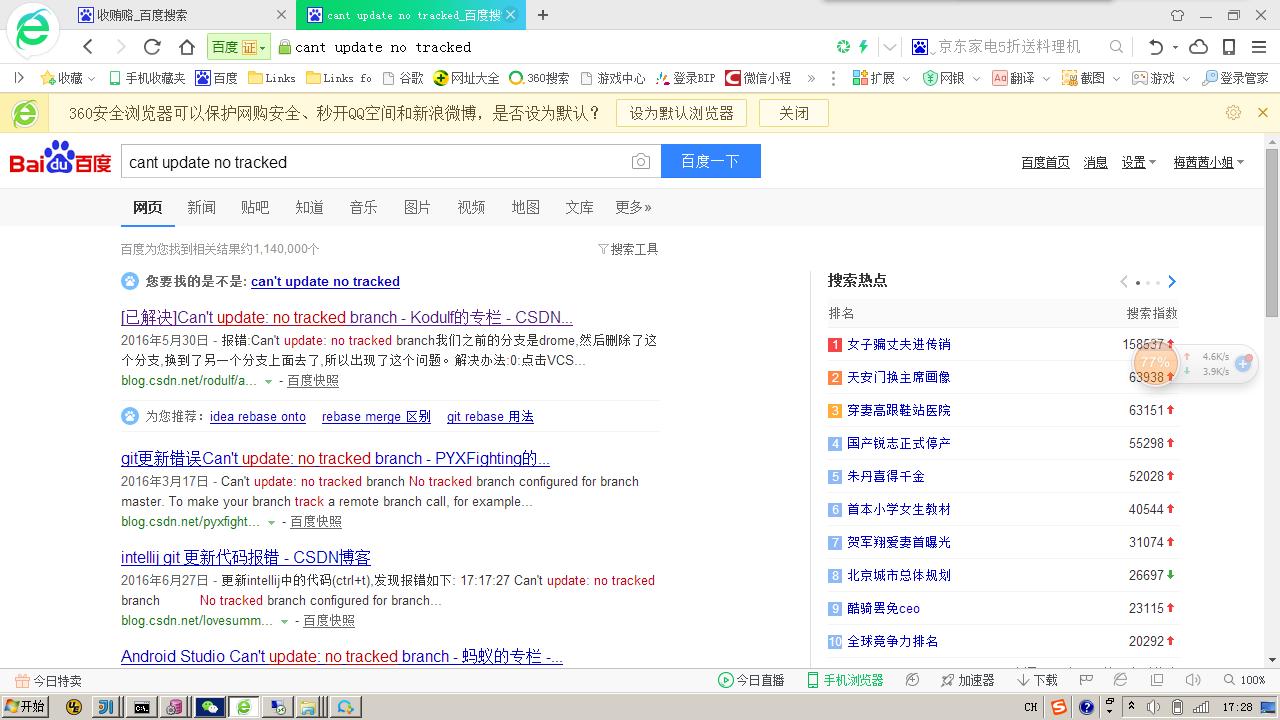 收贿赂_百度搜索
cant update no tracked_百度搜
百度 证
cant update no tracked
京东家电5折送料理机
收藏
手机收藏夹
百度
Links
Links fo
谷歌
网址大全
360搜索
游戏中心
登录BIP
微信小程
»
扩展
网银
翻译
截图
游戏
登录管家
360安全浏览器可以保护网购安全、秒开QQ空间和新浪微博，是否设为默认？
设为默认浏览器
关闭
Bai du 百度
cant update no tracked
百度一下
百度首页 消息 设置
网页 新闻 贴吧 知道 音乐 图片 视频 地图 文库 更多»
百度为您找到相关结果约1,140,000个
搜索工具
您要找的是不是: can't update no tracked
[已解决]Can't update: no tracked branch - Kodulf的专栏 - CSDN...
2016年5月30日 - 报错:Can't update: no tracked branch我们之前的分支是drome,然后删除了这
个分支,换到了另一个分支上面去了,所以出现了这个问题。解决办法:0:点击VCS...
blog.csdn.net/rodulf/a... - 百度快照
为您推荐： idea rebase onto rebase merge 区别 git rebase 用法
git更新错误Can't update: no tracked branch - PYXFighting的...
2016年3月17日 - Can't update: no tracked branch No tracked branch configured for branch
master. To make your branch track a remote branch call, for example...
blog.csdn.net/pyxfight... - 百度快照
intellij git 更新代码报错 - CSDN博客
2016年6月27日 - 更新intellij中的代码(ctrl+t),发现报错如下: 17:17:27 Can't update: no tracked
branch No tracked branch configured for branch...
blog.csdn.net/lovesumm... - 百度快照
Android Studio Can't update: no tracked branch - 蚂蚁的专栏 -...
搜索热点
排名 搜索指数
1 女子骗丈夫进传销 158537
2 天安门换主席画像 63938
3 穿妻高跟鞋站医院 63151
4 国产锐志正式停产 55298
5 朱丹喜得千金 52028
6 首本小学女生教材 40544
7 贺军翔爱妻首曝光 31074
8 北京城市总体规划 26697
9 酷骑罢免ceo 23115
10 全球竞争力排名 20292
77%
4.6K/s
3.9K/s
今日特卖
今日直播
手机浏览器
加速器
下载
100%
开始
CH
17:28